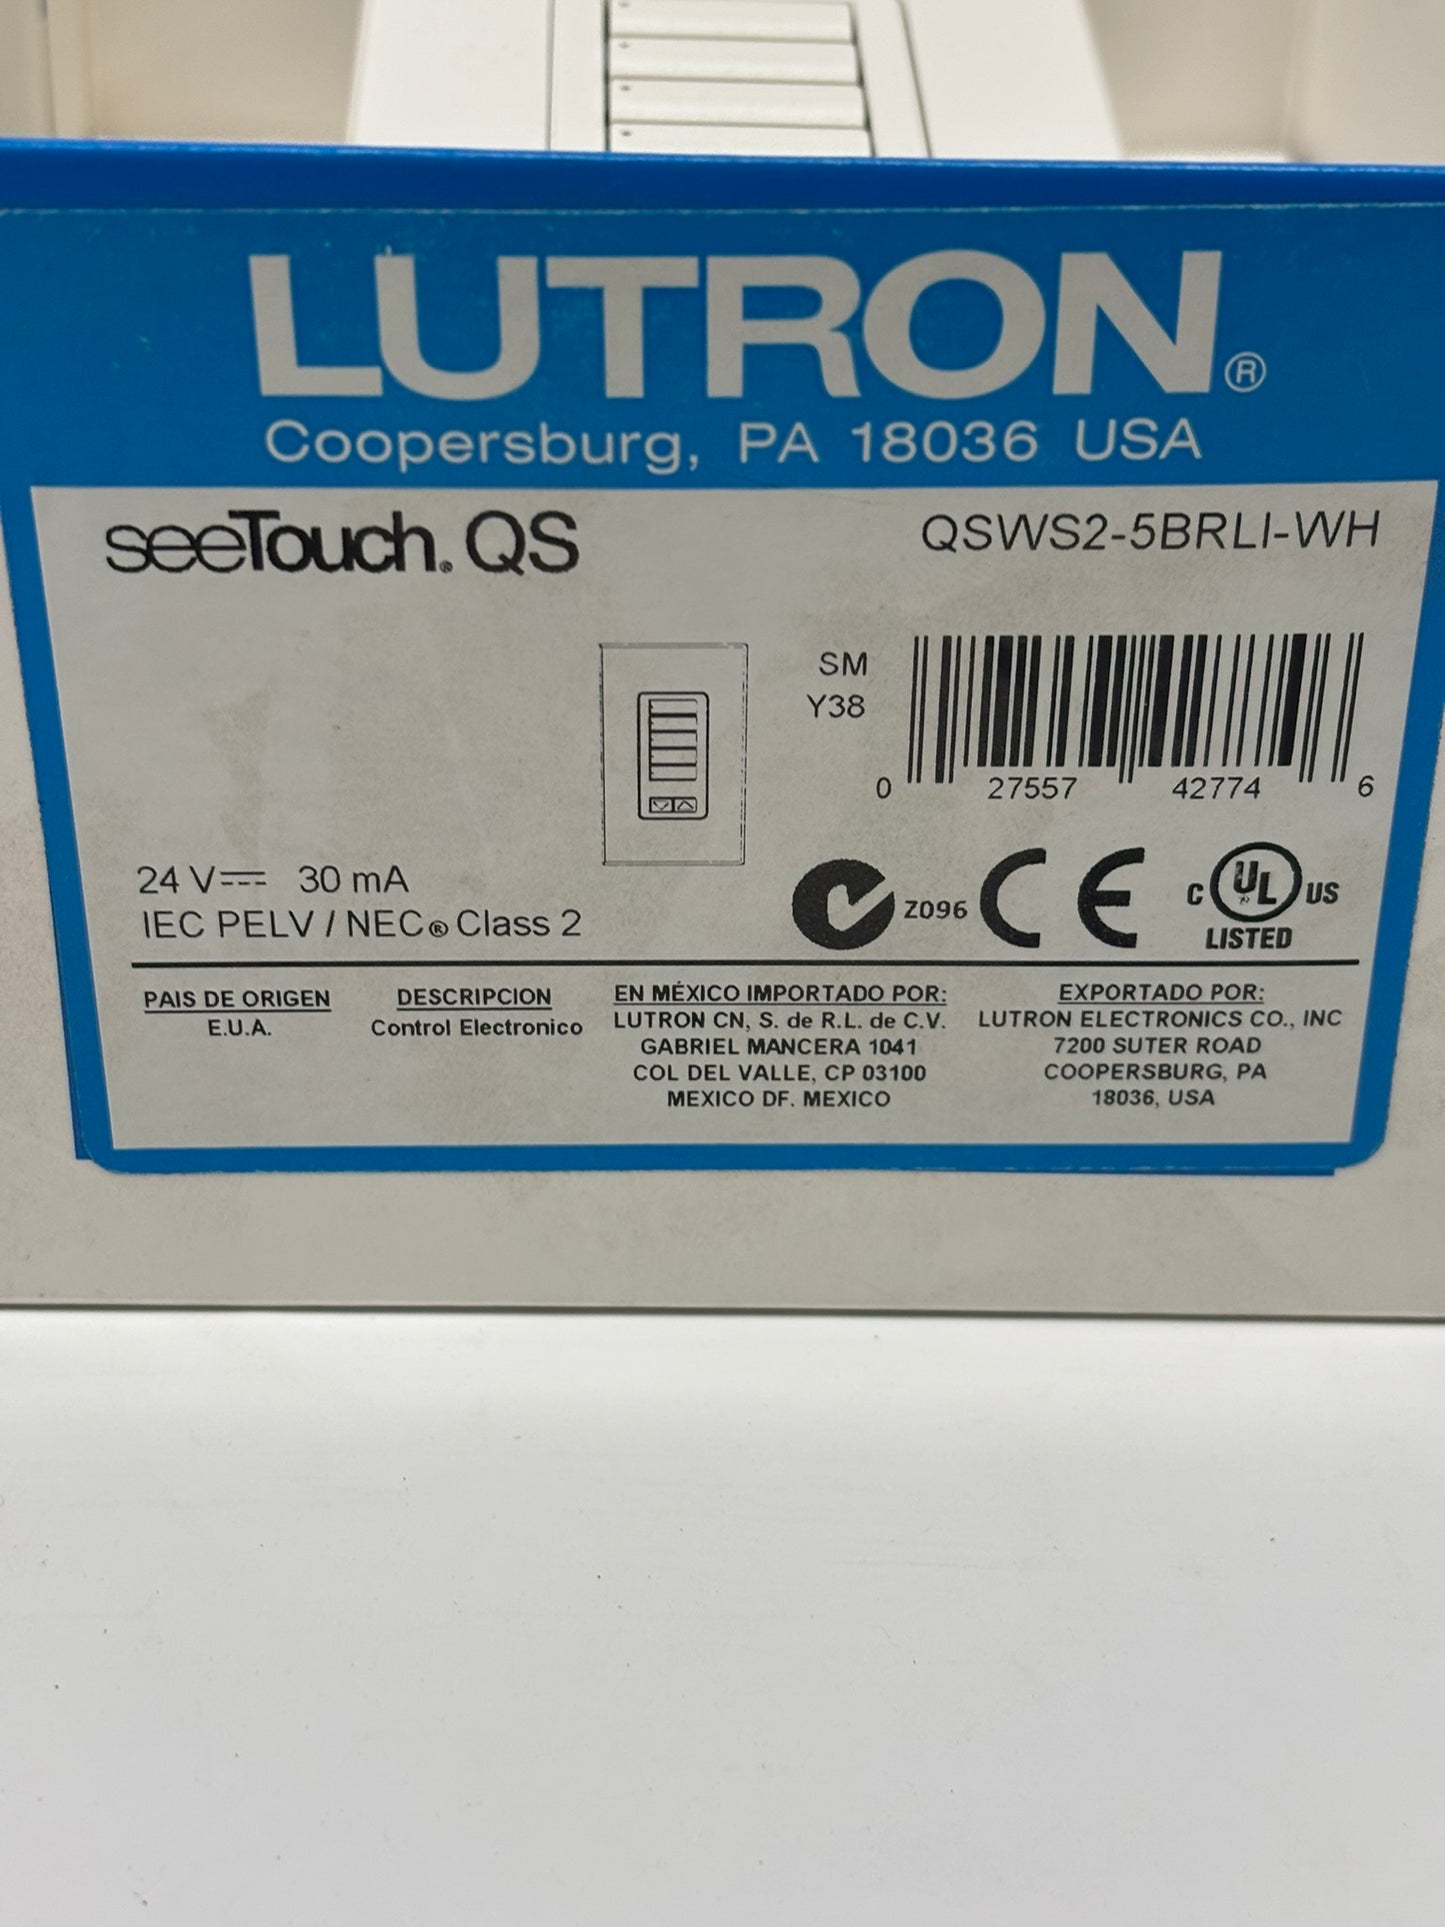 LUTRON®
Coopersburg, PA 18036 USA
seeTouch® QS
QSWS2-5BRLI-WH
SM
Y38
0 27557 42774 6
24 V⎓ 30 mA
IEC PELV / NEC® Class 2
Z096
CE
C UL US
LISTED
PAIS DE ORIGEN
E.U.A.
DESCRIPCION
Control Electronico
EN MÉXICO IMPORTADO POR:
LUTRON CN, S. de R.L. de C.V.
GABRIEL MANCERA 1041
COL DEL VALLE, CP 03100
MEXICO DF. MEXICO
EXPORTADO POR:
LUTRON ELECTRONICS CO., INC
7200 SUTER ROAD
COOPERSBURG, PA
18036, USA